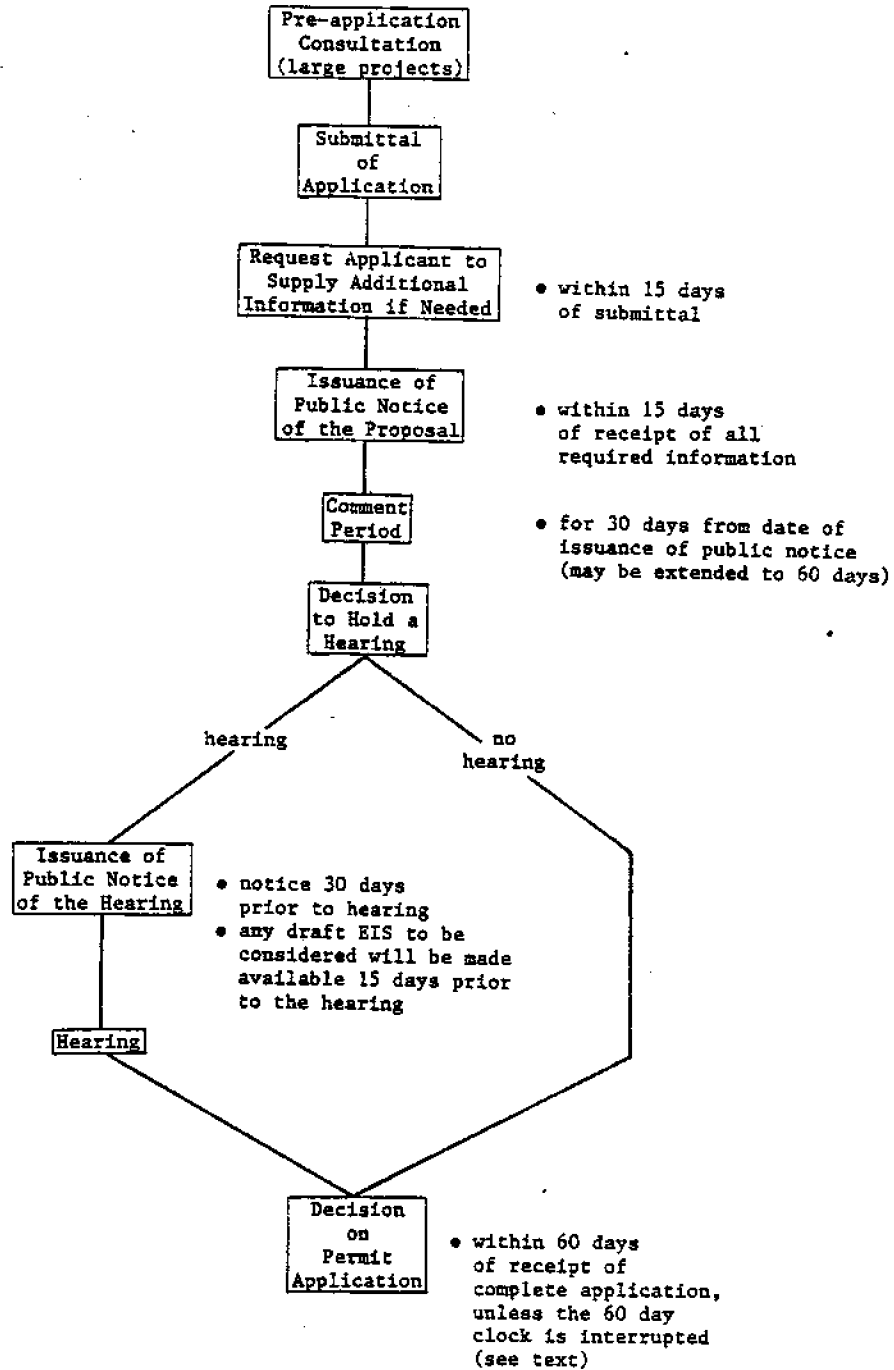 Pre-application
Consultation
(large projects)
Submittal
of
Application
Request Applicant to
Supply Additional
Information if Needed
• within 15 days
of submittal
Issuance of
Public Notice
of the Proposal
• within 15 days
of receipt of all
required information
Comment
Period
• for 30 days from date of
issuance of public notice
(may be extended to 60 days)
Decision
to Hold a
Hearing
hearing
no
hearing
Issuance of
Public Notice
of the Hearing
• notice 30 days
prior to hearing
• any draft EIS to be
considered will be made
available 15 days prior
to the hearing
Hearing
Decision
on
Permit
Application
• within 60 days
of receipt of
complete application,
unless the 60 day
clock is interrupted
(see text)